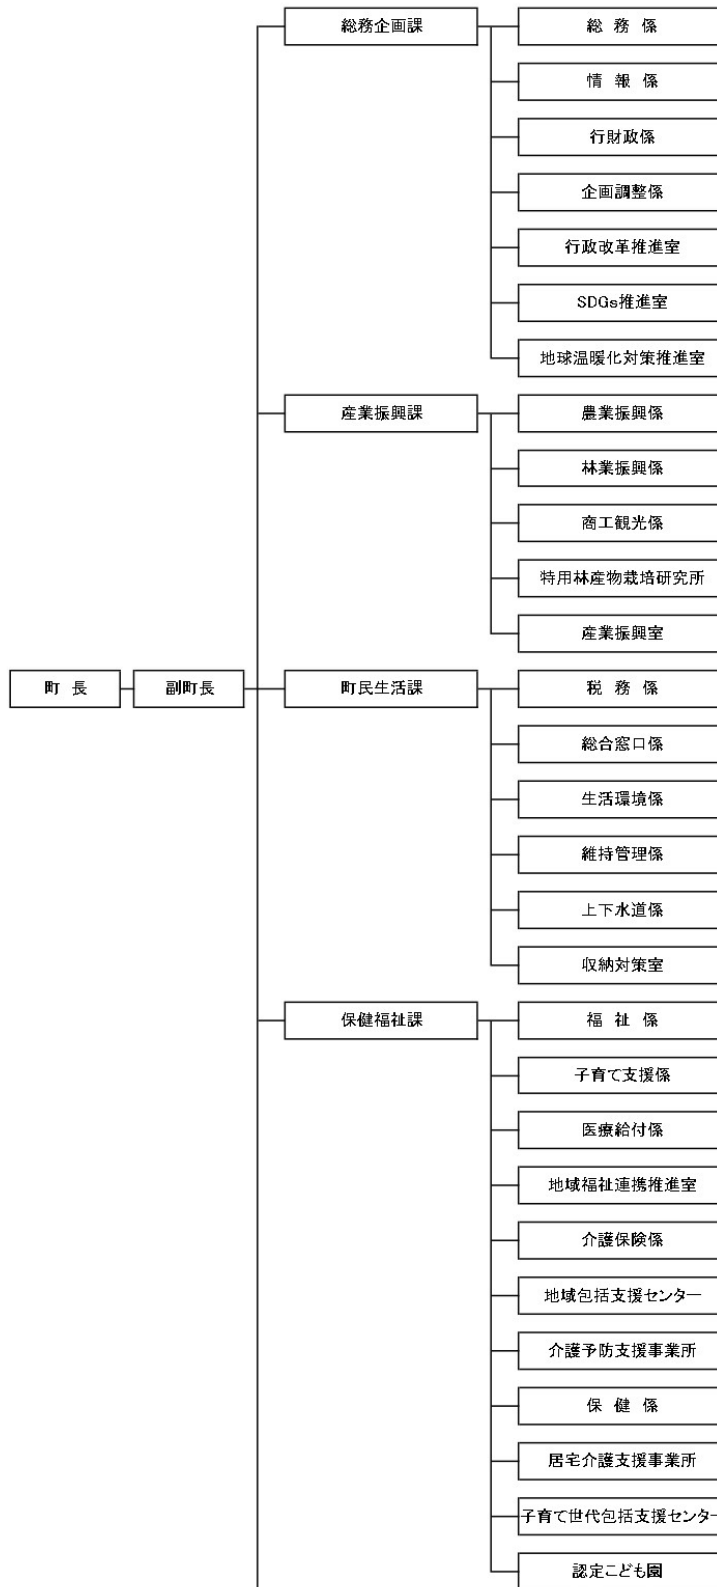 町 長
副町長
総務企画課
総 務 係
情 報 係
行財政係
企画調整係
行政改革推進室
SDGs推進室
地球温暖化対策推進室
産業振興課
農業振興係
林業振興係
商工観光係
特用林産物栽培研究所
産業振興室
町民生活課
税 務 係
総合窓口係
生活環境係
維持管理係
上下水道係
収納対策室
保健福祉課
福 祉 係
子育て支援係
医療給付係
地域福祉連携推進室
介護保険係
地域包括支援センター
介護予防支援事業所
保 健 係
居宅介護支援事業所
子育て世代包括支援センター
認定こども園